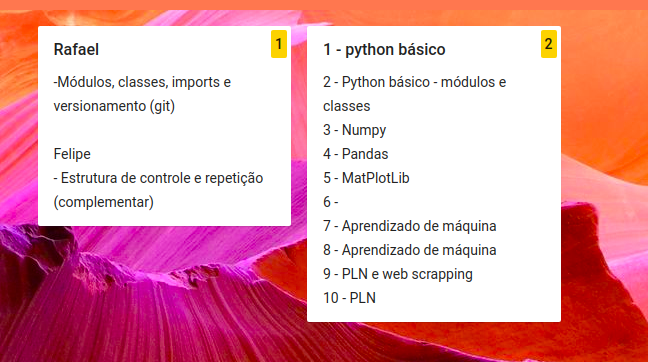 Rafael
1
-Módulos, classes, imports e
versionamento (git)
Felipe
- Estrutura de controle e repetição
(complementar)
1 - python básico
2
2 - Python básico - módulos e
classes
3 - Numpy
4 - Pandas
5 - MatPlotLib
6 -
7 - Aprendizado de máquina
8 - Aprendizado de máquina
9 - PLN e web scrapping
10 - PLN